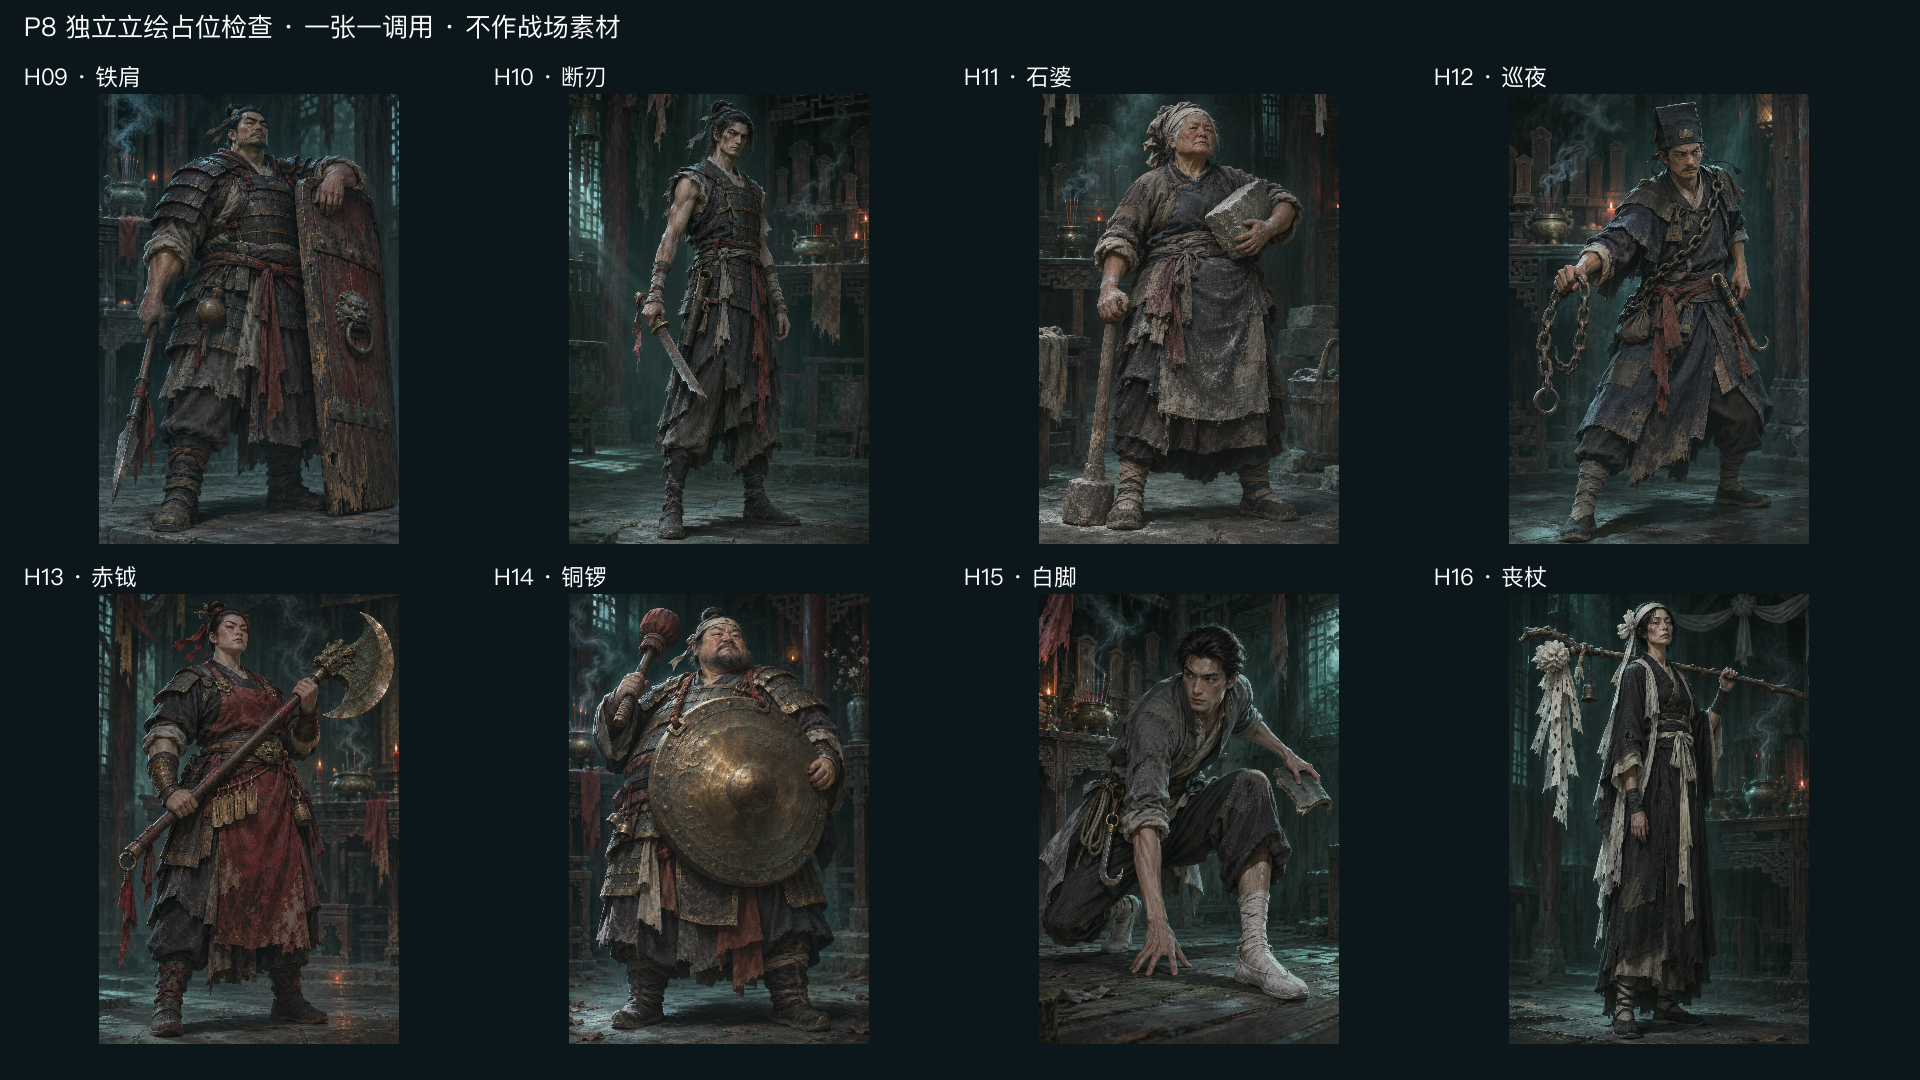 P8 独立立绘占位检查 · 一张一调用 · 不作战场素材
H09 · 铁肩
H10 · 断刃
H11 · 石婆
H12 · 巡夜
H13 · 赤钺
H14 · 铜锣
H15 · 白脚
H16 · 丧杖